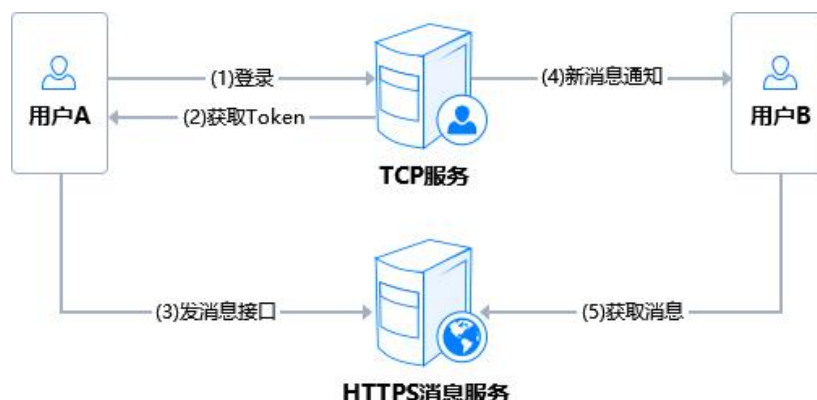 (1)登录
(4)新消息通知
用户A
(2)获取Token
用户B
TCP服务
(3)发消息接口
(5)获取消息
HTTPS消息服务